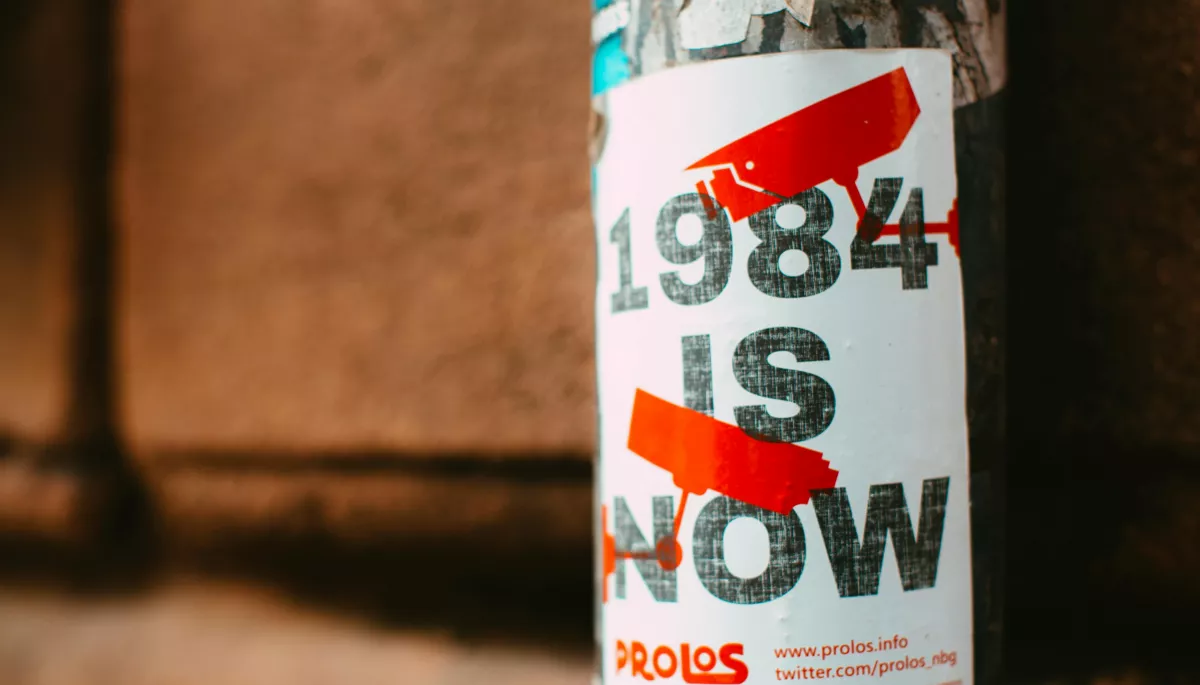 1984
IS
NOW
PROLOS
www.prolos.info
twitter.com/prolos_nbg